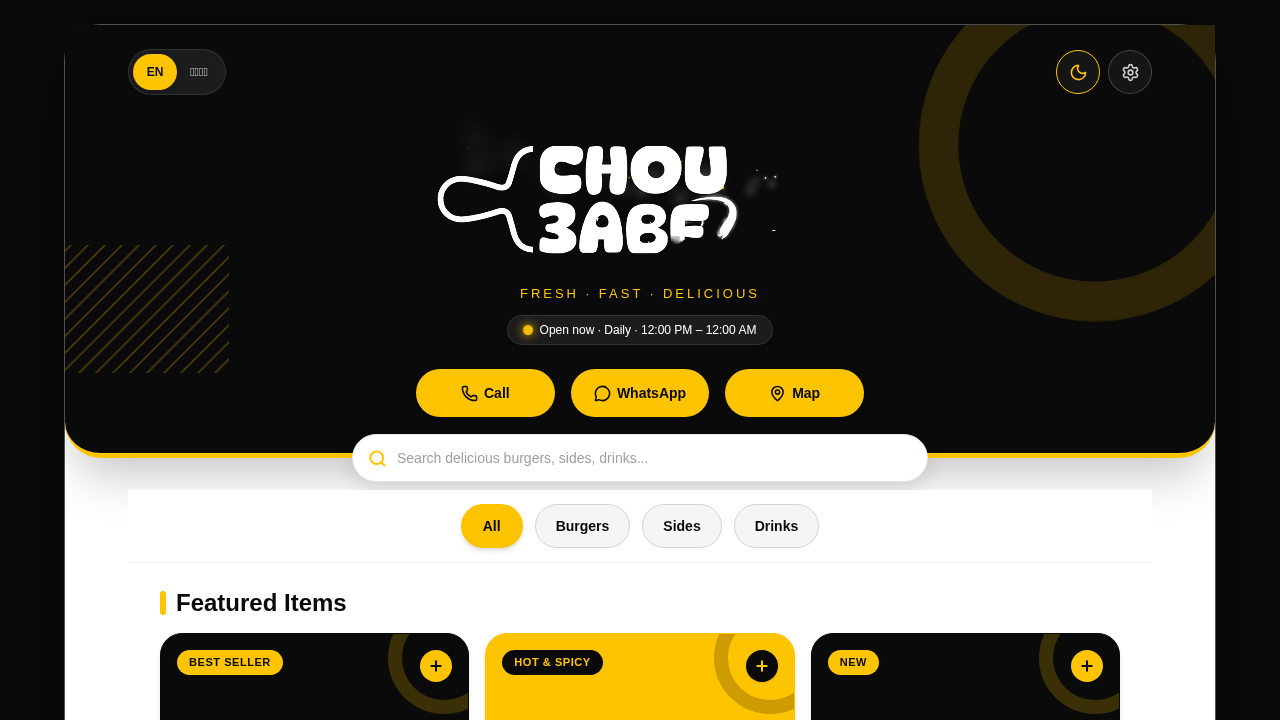 EN
CHOU
3ABF
FRESH · FAST · DELICIOUS
Open now · Daily · 12:00 PM – 12:00 AM
Call
WhatsApp
Map
Search delicious burgers, sides, drinks...
All
Burgers
Sides
Drinks
Featured Items
BEST SELLER
HOT & SPICY
NEW